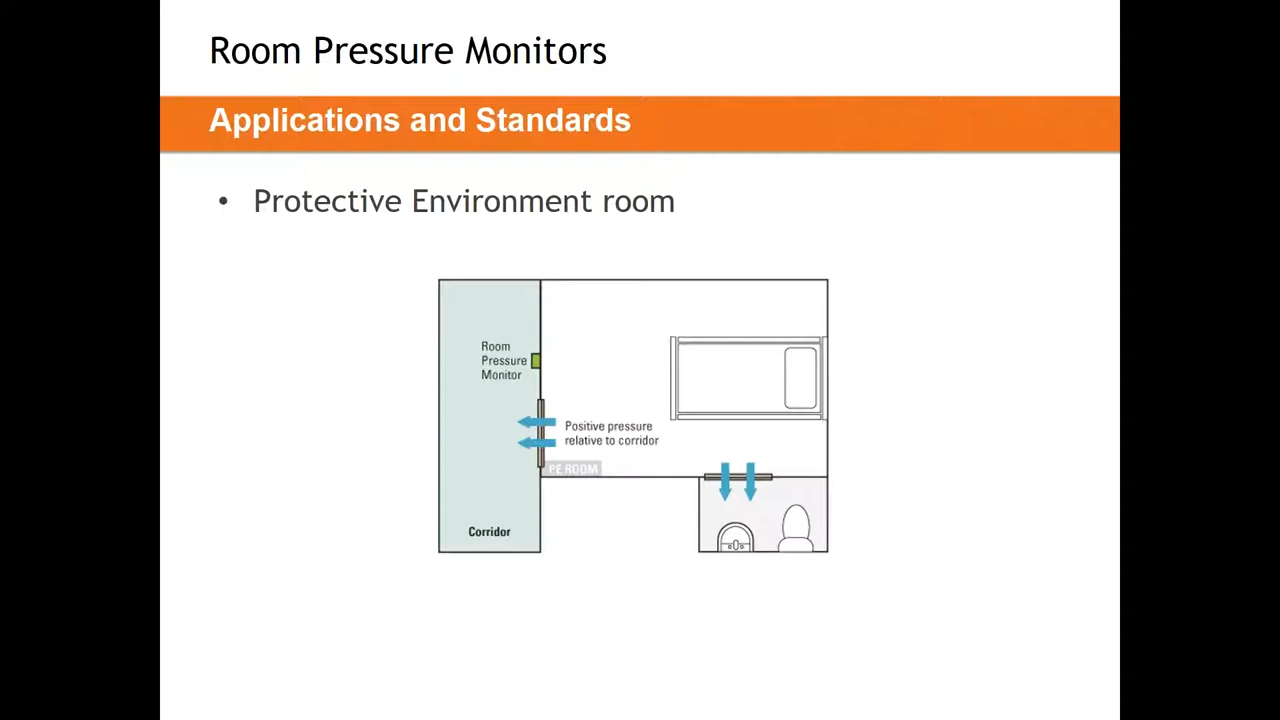 Room Pressure Monitors
Applications and Standards
• Protective Environment room
Room
Pressure
Monitor
Positive pressure
relative to corridor
PE ROOM
Corridor